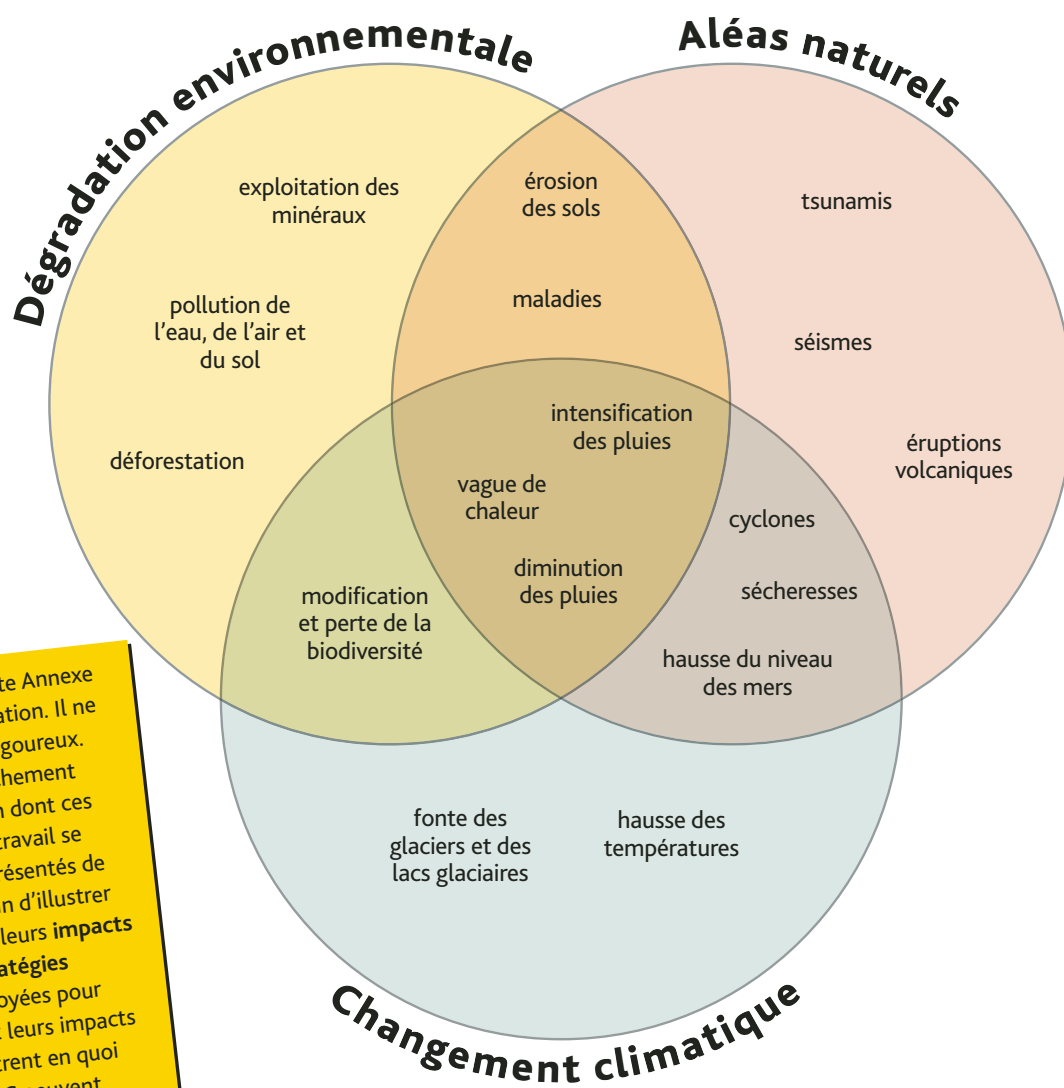 Dégradation environnementale
Aléas naturels
exploitation des
minéraux
pollution de
l'eau, de l'air et
du sol
déforestation
érosion
des sols
maladies
tsunamis
séismes
éruptions
volcaniques
intensification
des pluies
vague de
chaleur
diminution
des pluies
cyclones
sécheresses
hausse du niveau
des mers
modification
et perte de la
biodiversité
fonte des
glaciers et des
lacs glaciaires
hausse des
températures
Changement climatique
te Annexe
ation. Il ne
goureux.
hement
n dont ces
travail se
résentés de
n d'illustrer
leurs impacts
atégies
oyées pour
leurs impacts
trent en quoi
peuvent